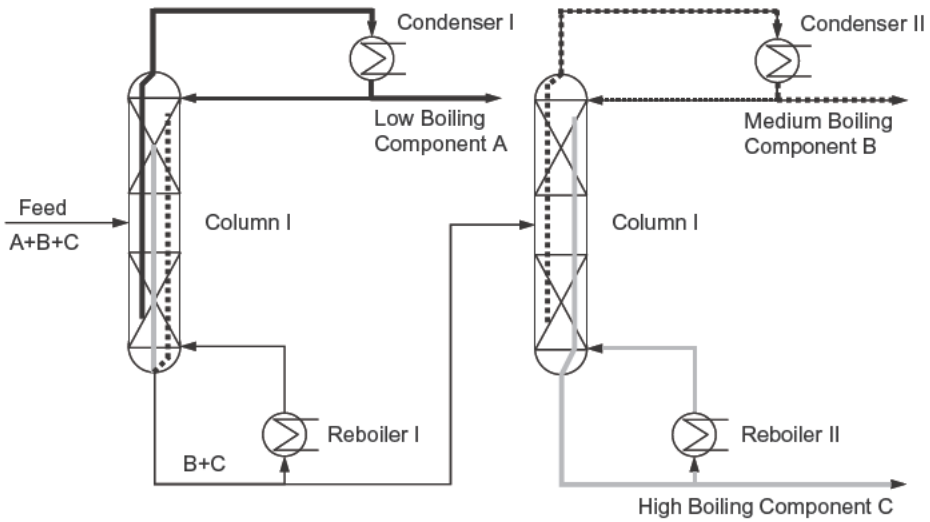 Condenser I
Condenser II
Low Boiling
Component A
Medium Boiling
Component B
Feed
A+B+C
Column I
Column I
Reboiler I
Reboiler II
B+C
High Boiling Component C